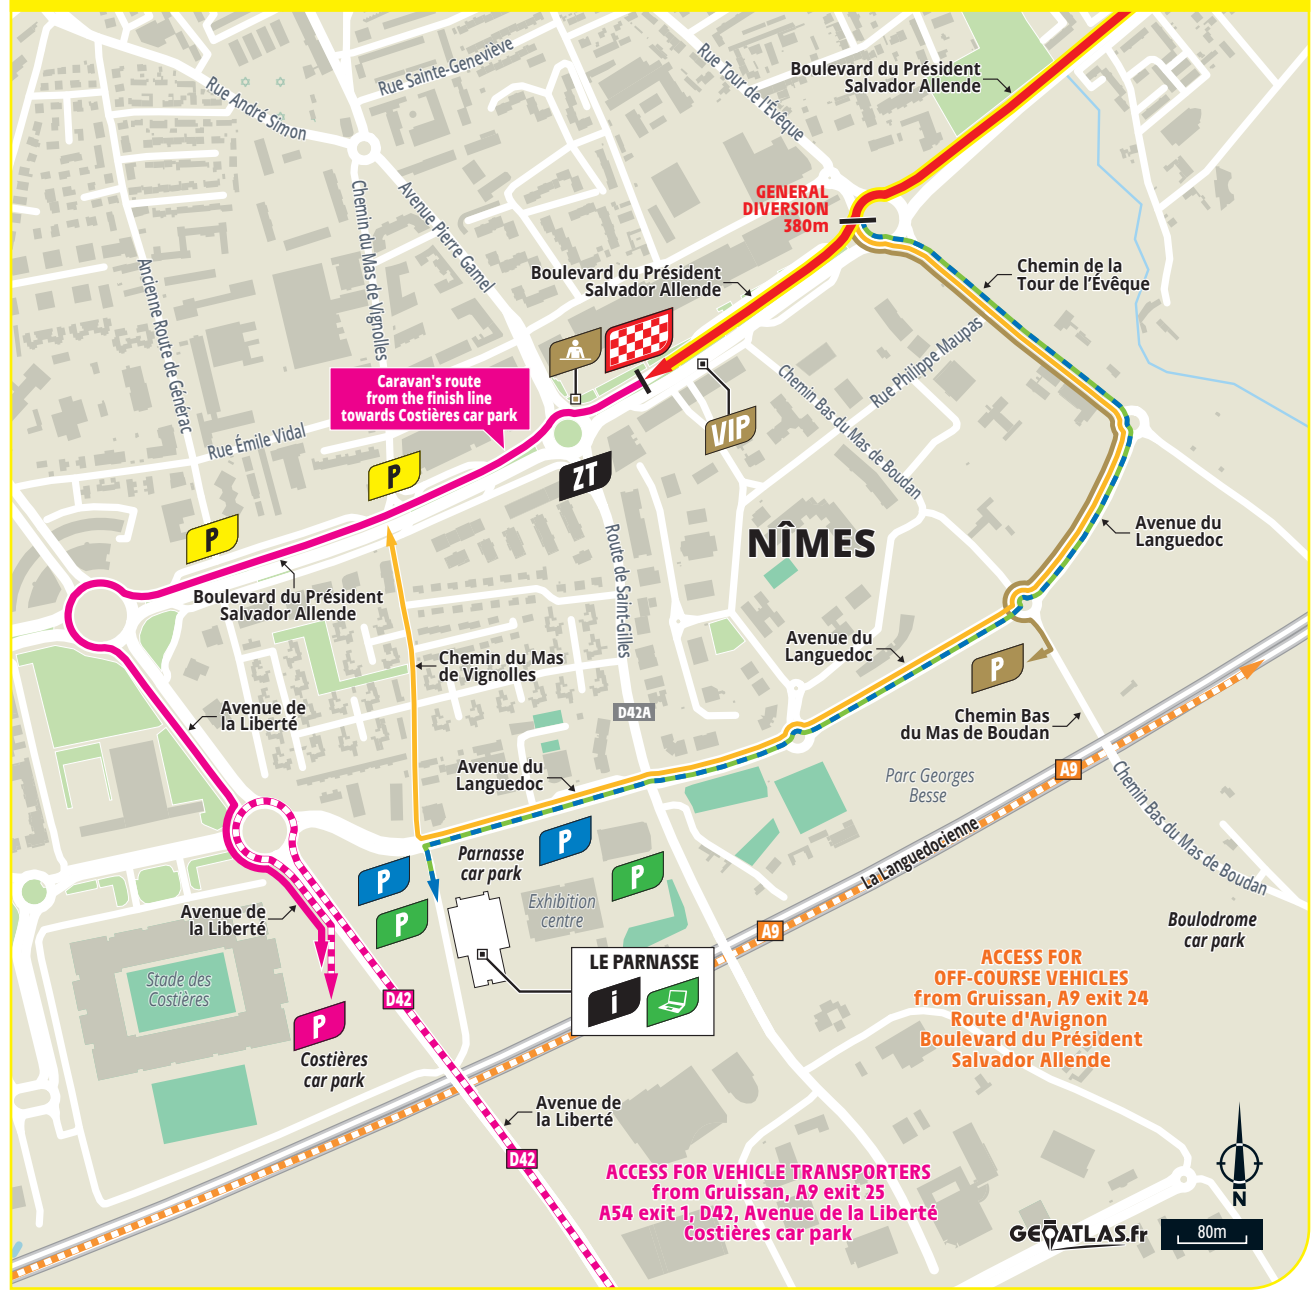 Rue Sainte-Geneviève
Rue André Simon
Rue Tour de l'Évêque
Boulevard du Président
Salvador Allende
Chemin du Mas de Vignolles
Avenue Pierre Gamel
GENERAL
DIVERSION
380m
Ancienne Route de Générac
Boulevard du Président
Salvador Allende
Chemin de la
Tour de l'Évêque
Rue Philippe Maupas
Caravan's route
from the finish line
towards Costières car park
Chemin Bas du Mas de Boudan
VIP
Rue Émile Vidal
P
ZT
P
NÎMES
Avenue du
Languedoc
Route de Saint-Gilles
Boulevard du Président
Salvador Allende
Chemin du Mas
de Vignolles
Avenue du
Languedoc
P
Avenue de
la Liberté
D42A
Chemin Bas
du Mas de Boudan
A9
Avenue du
Languedoc
Parc Georges
Besse
Chemin Bas du Mas de Boudan
La Languedocienne
Parnasse
car park
P
P
P
P
Exhibition
centre
Avenue de
la Liberté
A9
Boulodrome
car park
Stade des
Costières
D42
LE PARNASSE
i
P
Costières
car park
ACCESS FOR
OFF-COURSE VEHICLES
from Gruissan, A9 exit 24
Route d'Avignon
Boulevard du Président
Salvador Allende
Avenue de
la Liberté
D42
ACCESS FOR VEHICLE TRANSPORTERS
from Gruissan, A9 exit 25
A54 exit 1, D42, Avenue de la Liberté
Costières car park
N
GEOATLAS.fr
80m